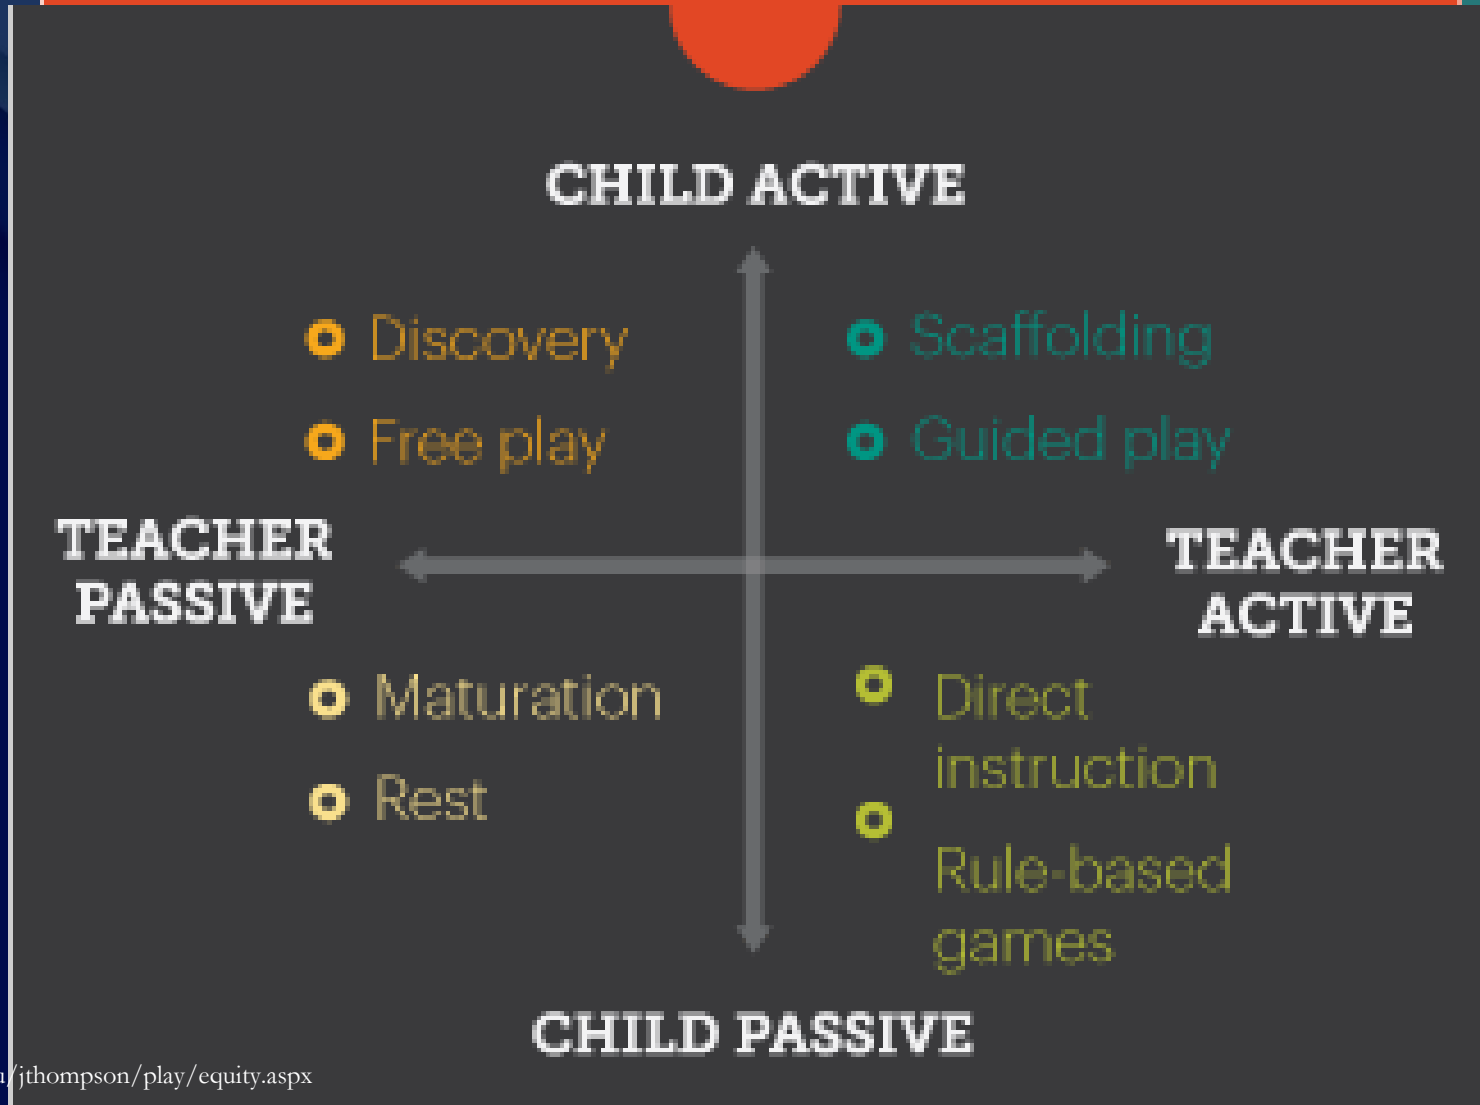 CHILD ACTIVE
Discovery
Free play
Scaffolding
Guided play
TEACHER
PASSIVE
TEACHER
ACTIVE
Maturation
Rest
Direct
instruction
Rule-based
games
CHILD PASSIVE
/jthompson/play/equity.aspx